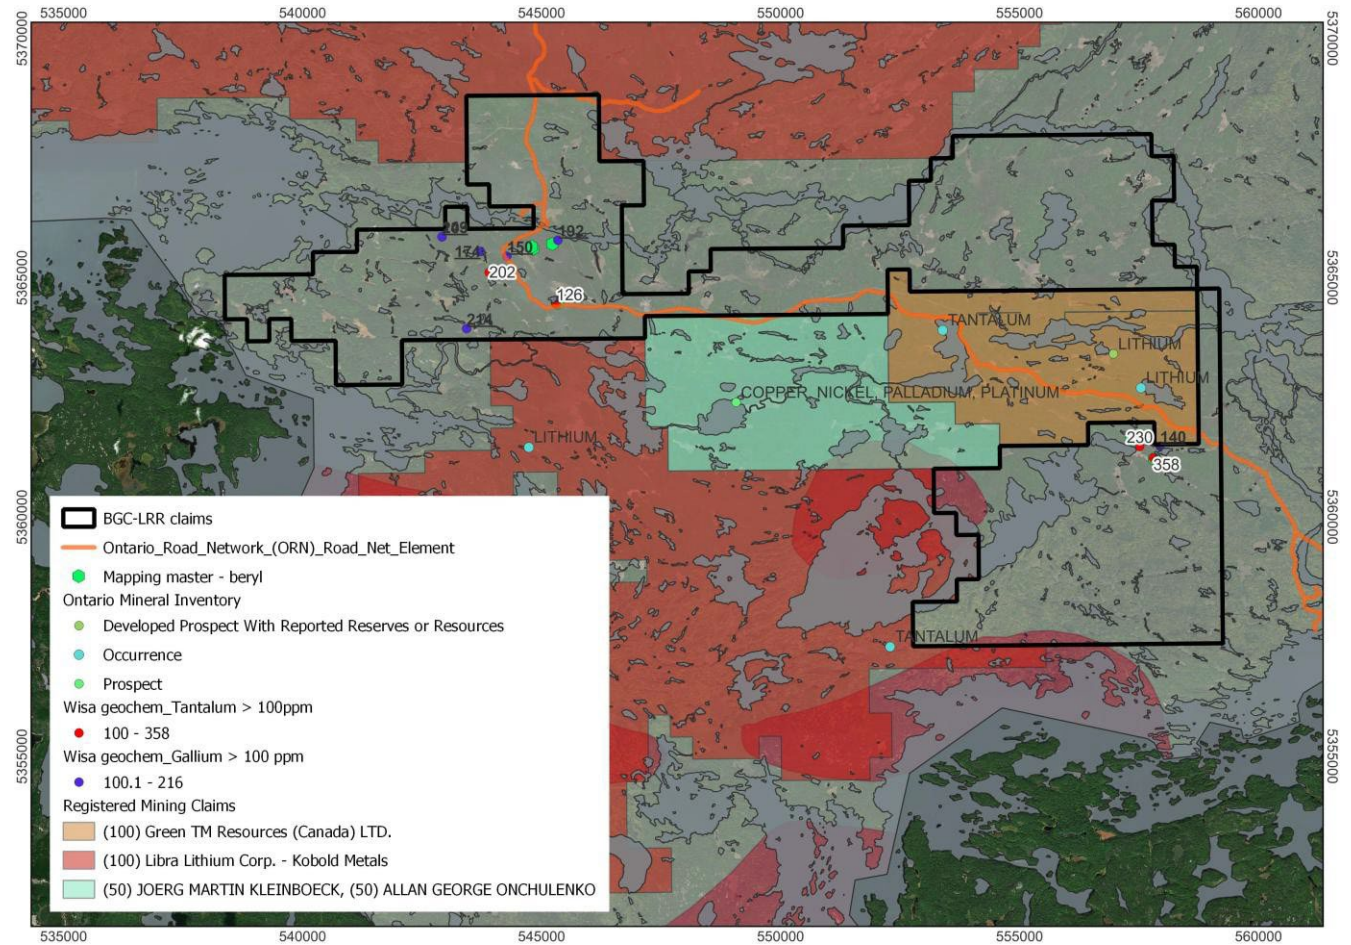 535000
540000
545000
550000
555000
560000
5370000
5370000
192
150
174
202
126
214
5365000
5365000
TANTALUM
LITHIUM
LITHIUM
COPPER, NICKEL, PALLADIUM, PLATINUM
LITHIUM
230
140
358
5360000
5360000
TANTALUM
5355000
5355000
BGC-LRR claims
Ontario_Road_Network_(ORN)_Road_Net_Element
Mapping master - beryl
Ontario Mineral Inventory
Developed Prospect With Reported Reserves or Resources
Occurrence
Prospect
Wisa geochem_Tantalum > 100ppm
100 - 358
Wisa geochem_Gallium > 100 ppm
100.1 - 216
Registered Mining Claims
(100) Green TM Resources (Canada) LTD.
(100) Libra Lithium Corp. - Kobold Metals
(50) JOERG MARTIN KLEINBOECK, (50) ALLAN GEORGE ONCHULENKO
535000
540000
545000
550000
555000
560000